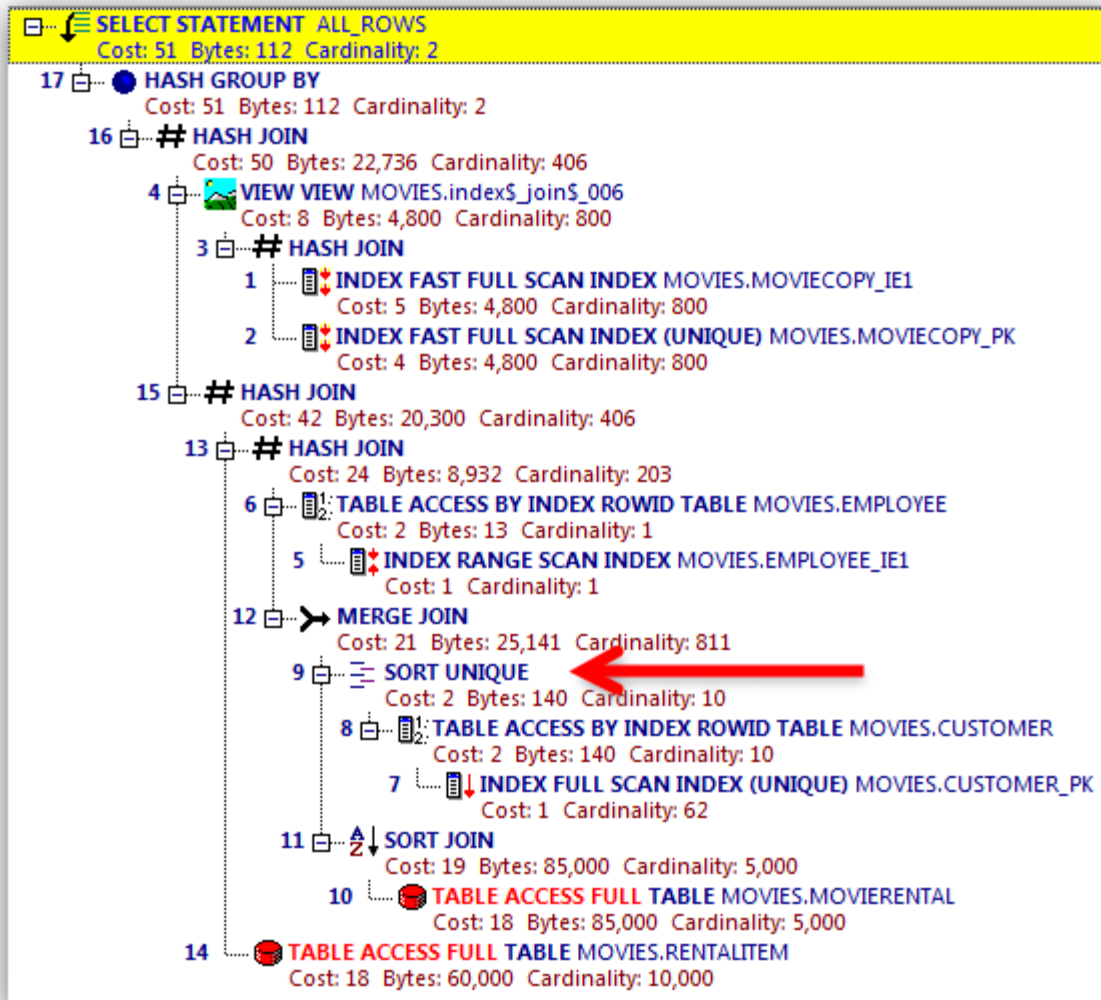 SELECT STATEMENT ALL_ROWS
Cost: 51 Bytes: 112 Cardinality: 2
17 HASH GROUP BY
Cost: 51 Bytes: 112 Cardinality: 2
16 HASH JOIN
Cost: 50 Bytes: 22,736 Cardinality: 406
4 VIEW VIEW MOVIES.index$_join$_006
Cost: 8 Bytes: 4,800 Cardinality: 800
3 HASH JOIN
1 INDEX FAST FULL SCAN INDEX MOVIES.MOVIECOPY_IE1
Cost: 5 Bytes: 4,800 Cardinality: 800
2 INDEX FAST FULL SCAN INDEX (UNIQUE) MOVIES.MOVIECOPY_PK
Cost: 4 Bytes: 4,800 Cardinality: 800
15 HASH JOIN
Cost: 42 Bytes: 20,300 Cardinality: 406
13 HASH JOIN
Cost: 24 Bytes: 8,932 Cardinality: 203
6 TABLE ACCESS BY INDEX ROWID TABLE MOVIES.EMPLOYEE
Cost: 2 Bytes: 13 Cardinality: 1
5 INDEX RANGE SCAN INDEX MOVIES.EMPLOYEE_IE1
Cost: 1 Cardinality: 1
12 MERGE JOIN
Cost: 21 Bytes: 25,141 Cardinality: 811
9 SORT UNIQUE
Cost: 2 Bytes: 140 Cardinality: 10
8 TABLE ACCESS BY INDEX ROWID TABLE MOVIES.CUSTOMER
Cost: 2 Bytes: 140 Cardinality: 10
7 INDEX FULL SCAN INDEX (UNIQUE) MOVIES.CUSTOMER_PK
Cost: 1 Cardinality: 62
11 SORT JOIN
Cost: 19 Bytes: 85,000 Cardinality: 5,000
10 TABLE ACCESS FULL TABLE MOVIES.MOVIERENTAL
Cost: 18 Bytes: 85,000 Cardinality: 5,000
14 TABLE ACCESS FULL TABLE MOVIES.RENTALITEM
Cost: 18 Bytes: 60,000 Cardinality: 10,000